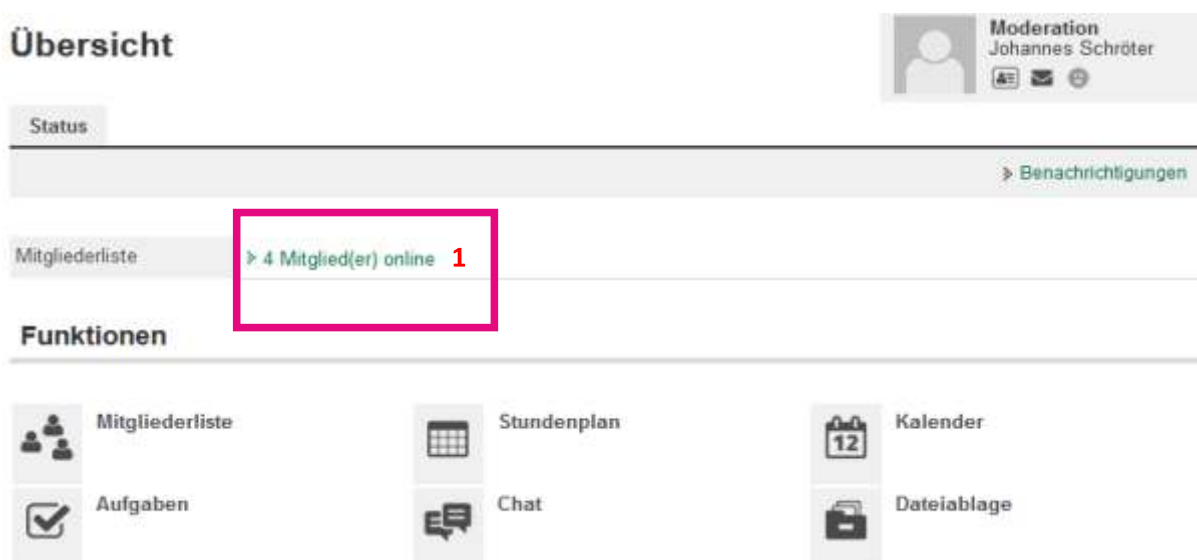 Übersicht
Moderation
Johannes Schröter
Status
Benachrichtigungen
Mitgliederliste
4 Mitglied(er) online 1
Funktionen
Mitgliederliste
Stundenplan
12
Kalender
Aufgaben
Chat
Dateiablage